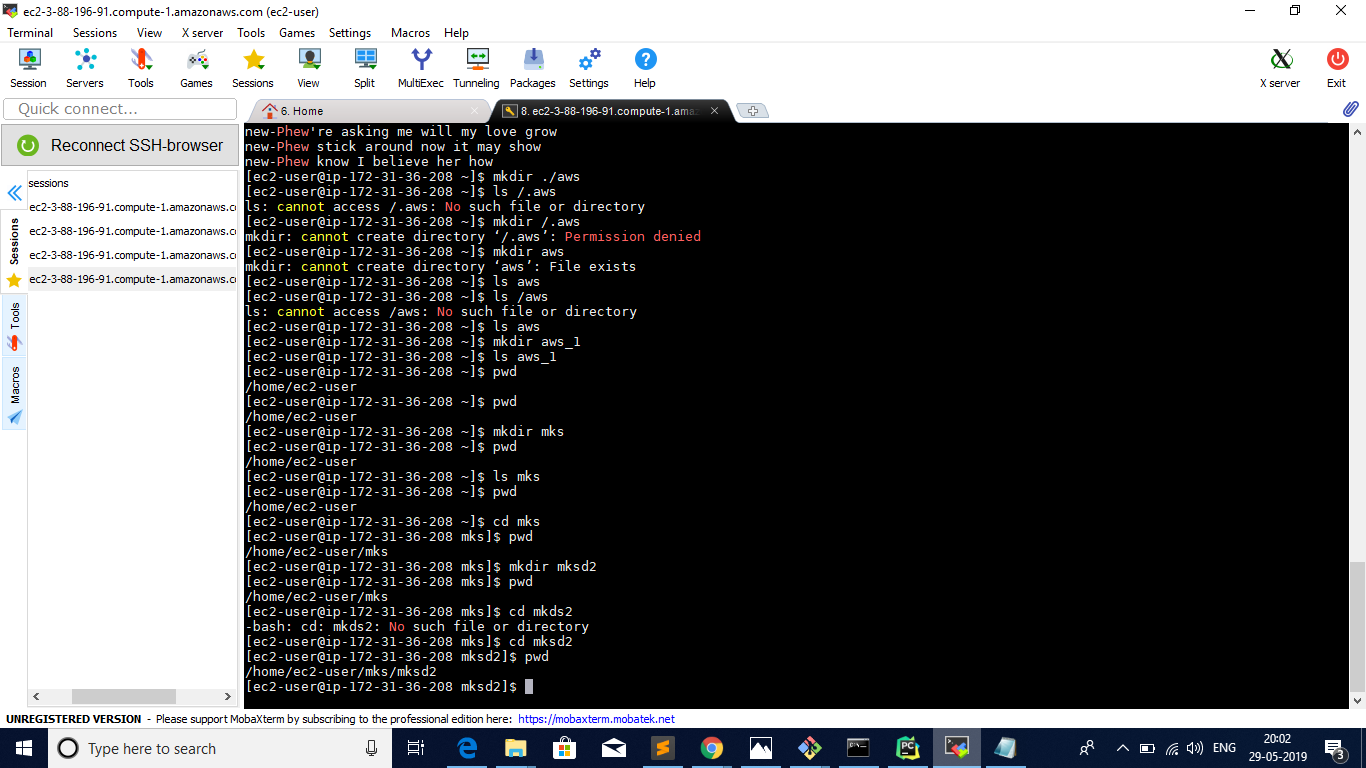 ec2-3-88-196-91.compute-1.amazonaws.com (ec2-user)
Terminal Sessions View X server Tools Games Settings Macros Help
Session Servers Tools Games Sessions View Split MultiExec Tunneling Packages Settings Help X server Exit
Quick connect...
6. Home
8. ec2-3-88-196-91.compute-1.ama
Reconnect SSH-browser
sessions
ec2-3-88-196-91.compute-1.amazonaws.c
ec2-3-88-196-91.compute-1.amazonaws.c
ec2-3-88-196-91.compute-1.amazonaws.c
ec2-3-88-196-91.compute-1.amazonaws.c
Sessions
Tools
Macros
new-Phew're asking me will my love grow
new-Phew stick around now it may show
new-Phew know I believe her how
[ec2-user@ip-172-31-36-208 ~]$ mkdir ./aws
[ec2-user@ip-172-31-36-208 ~]$ ls /.aws
ls: cannot access /.aws: No such file or directory
[ec2-user@ip-172-31-36-208 ~]$ mkdir /.aws
mkdir: cannot create directory ‘/.aws’: Permission denied
[ec2-user@ip-172-31-36-208 ~]$ mkdir aws
mkdir: cannot create directory ‘aws’: File exists
[ec2-user@ip-172-31-36-208 ~]$ ls aws
[ec2-user@ip-172-31-36-208 ~]$ ls /aws
ls: cannot access /aws: No such file or directory
[ec2-user@ip-172-31-36-208 ~]$ ls aws
[ec2-user@ip-172-31-36-208 ~]$ mkdir aws_1
[ec2-user@ip-172-31-36-208 ~]$ ls aws_1
[ec2-user@ip-172-31-36-208 ~]$ pwd
/home/ec2-user
[ec2-user@ip-172-31-36-208 ~]$ pwd
/home/ec2-user
[ec2-user@ip-172-31-36-208 ~]$ mkdir mks
[ec2-user@ip-172-31-36-208 ~]$ pwd
/home/ec2-user
[ec2-user@ip-172-31-36-208 ~]$ ls mks
[ec2-user@ip-172-31-36-208 ~]$ pwd
/home/ec2-user
[ec2-user@ip-172-31-36-208 ~]$ cd mks
[ec2-user@ip-172-31-36-208 mks]$ pwd
/home/ec2-user/mks
[ec2-user@ip-172-31-36-208 mks]$ mkdir mksd2
[ec2-user@ip-172-31-36-208 mks]$ pwd
/home/ec2-user/mks
[ec2-user@ip-172-31-36-208 mks]$ cd mkds2
-bash: cd: mkds2: No such file or directory
[ec2-user@ip-172-31-36-208 mks]$ cd mksd2
[ec2-user@ip-172-31-36-208 mksd2]$ pwd
/home/ec2-user/mks/mksd2
[ec2-user@ip-172-31-36-208 mksd2]$
UNREGISTERED VERSION - Please support MobaXterm by subscribing to the professional edition here: https://mobaxterm.mobatek.net
Type here to search
PC
ENG
20:02
29-05-2019
3